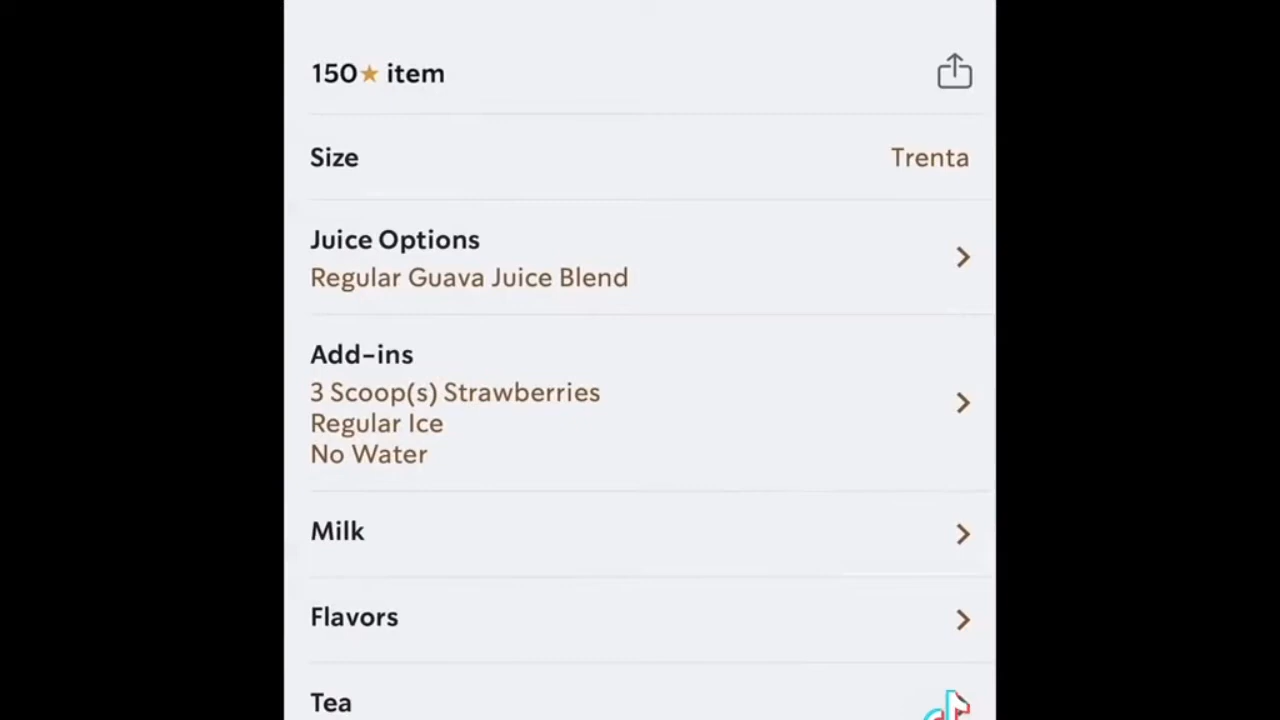 150★ item
Size
Trenta
Juice Options
Regular Guava Juice Blend
Add-ins
3 Scoop(s) Strawberries
Regular Ice
No Water
Milk
Flavors
Tea